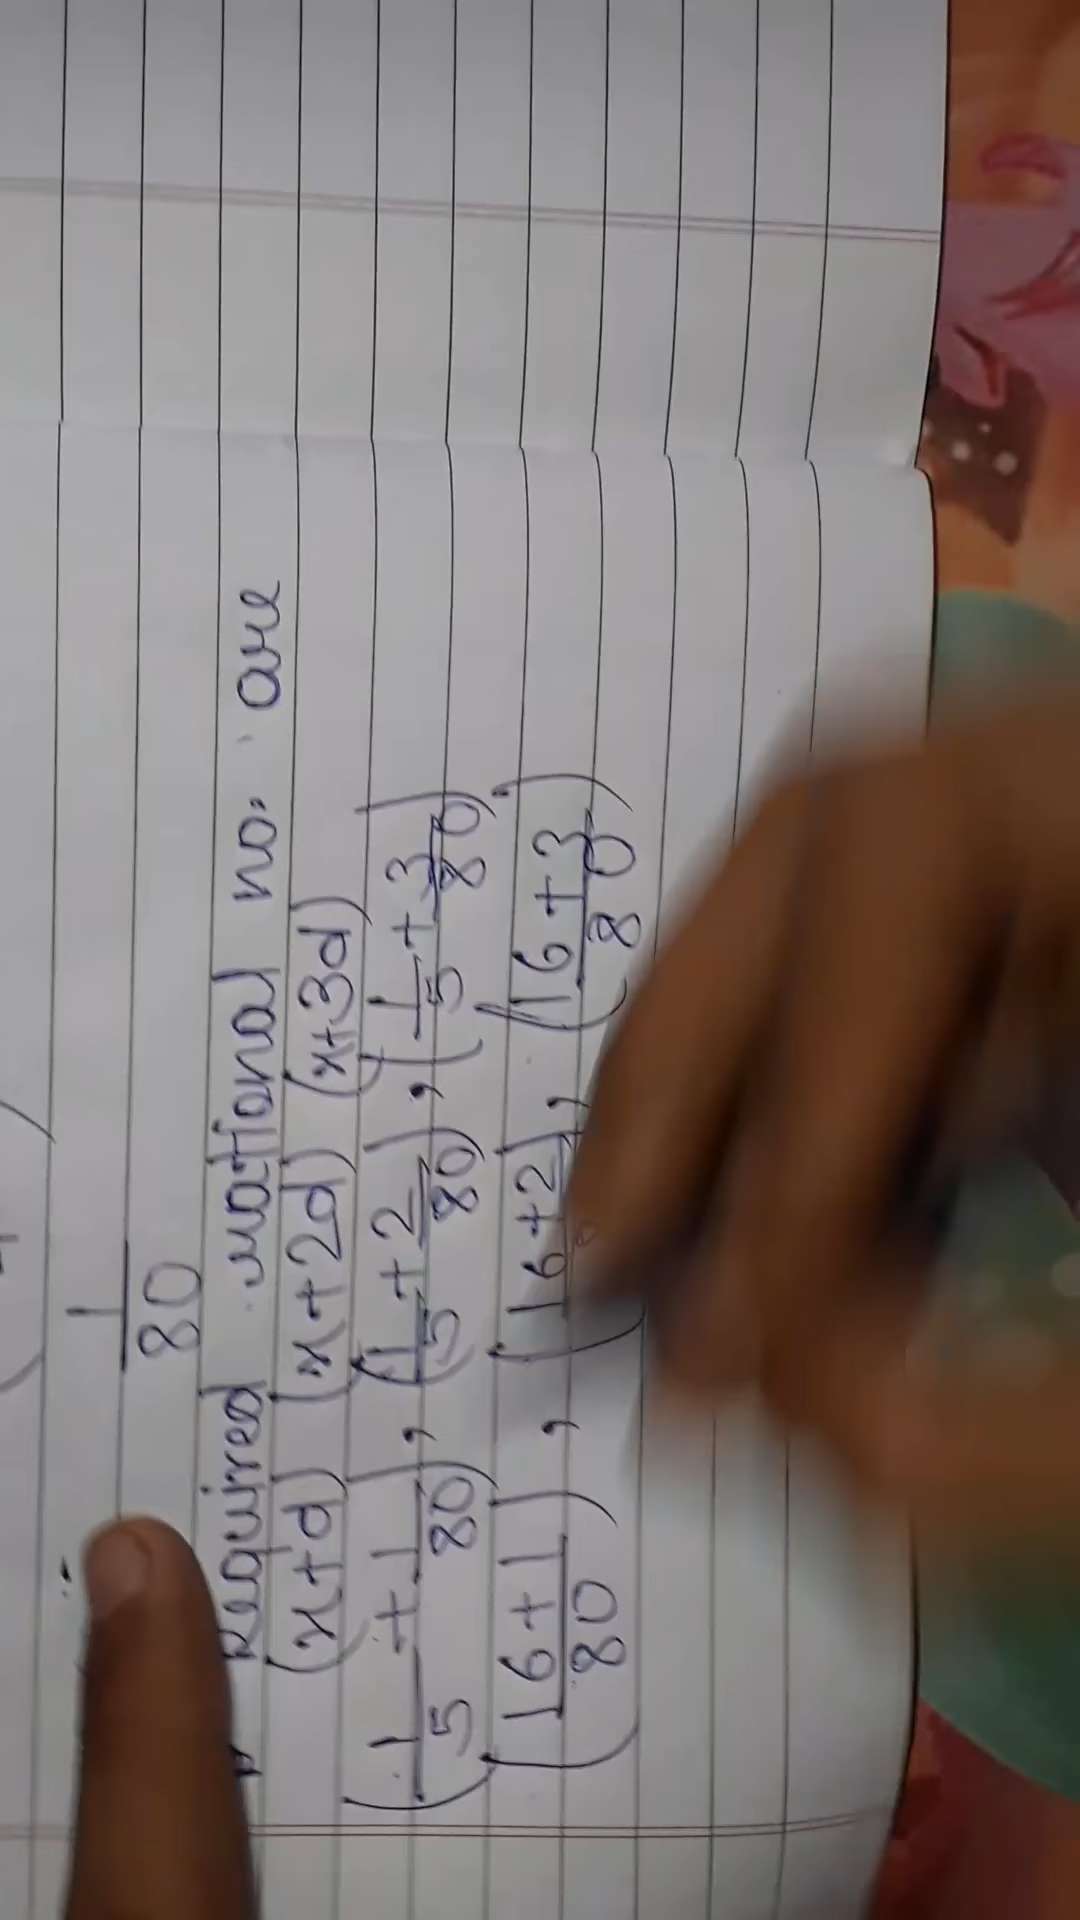 1/80
Required rational no. are
(x+d) (x+2d) (x+3d)
(1/5 + 1/80), (1/5 + 2/80), (1/5 + 3/80)
(16+1/80), (16+2/), (16+3/80)